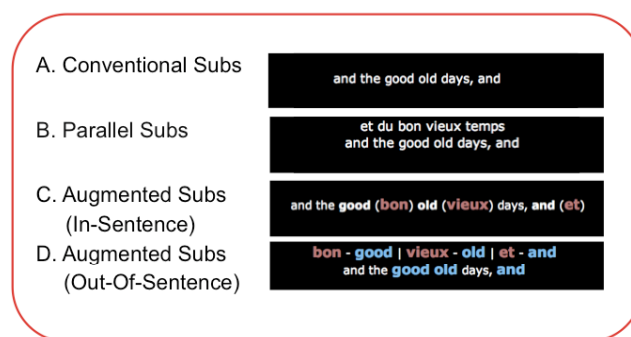 A. Conventional Subs
and the good old days, and
B. Parallel Subs
et du bon vieux temps
and the good old days, and
C. Augmented Subs
(In-Sentence)
and the good (bon) old (vieux) days, and (et)
D. Augmented Subs
(Out-Of-Sentence)
bon - good | vieux - old | et - and
and the good old days, and